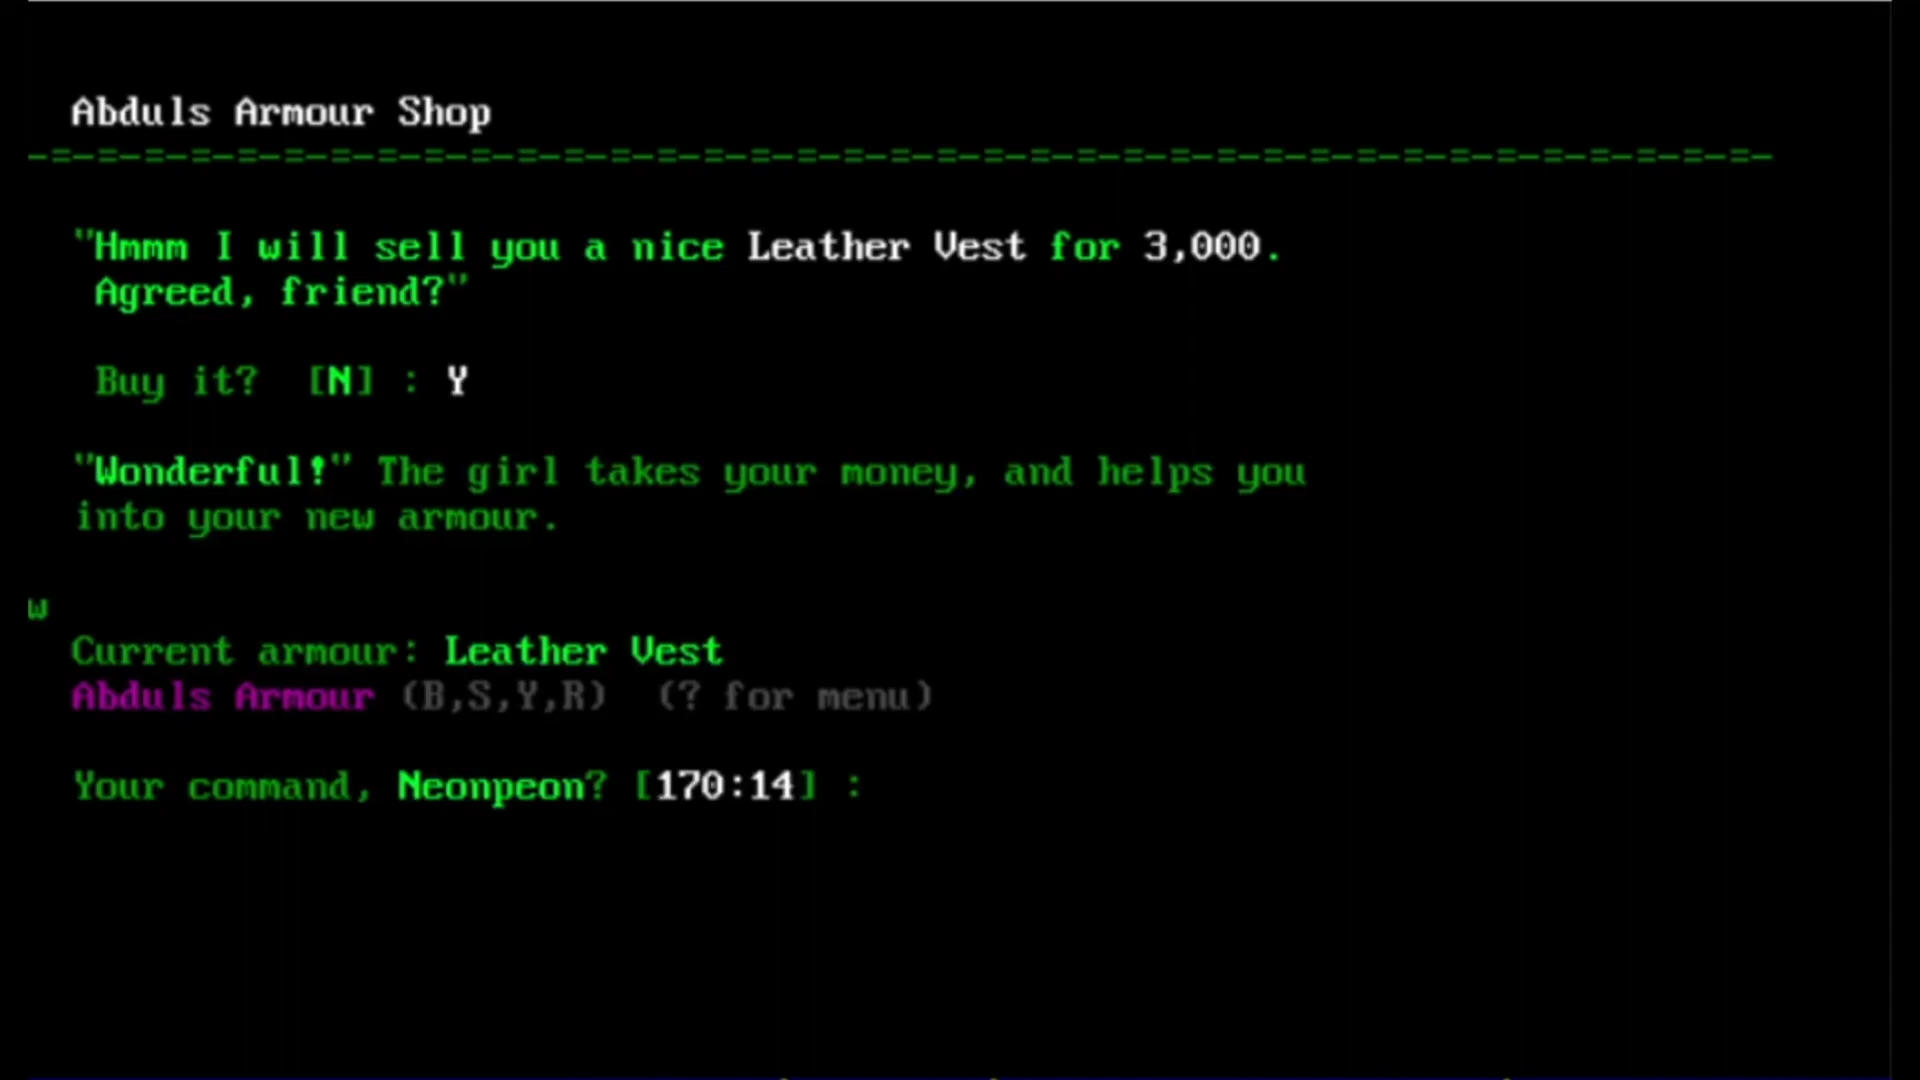 Abduls Armour Shop
-=-=-=-=-=-=-=-=-=-=-=-=-=-=-=-=-=-=-=-=-=-=-=-=-=-=-=-=-=-=-=-=-=-=-=-=-=-
"Hmmm I will sell you a nice Leather Vest for 3,000.
Agreed, friend?"
Buy it? [N] : Y
"Wonderful!" The girl takes your money, and helps you
into your new armour.
w
Current armour: Leather Vest
Abduls Armour (B,S,Y,R) (? for menu)
Your command, Neonpeon? [170:14] :